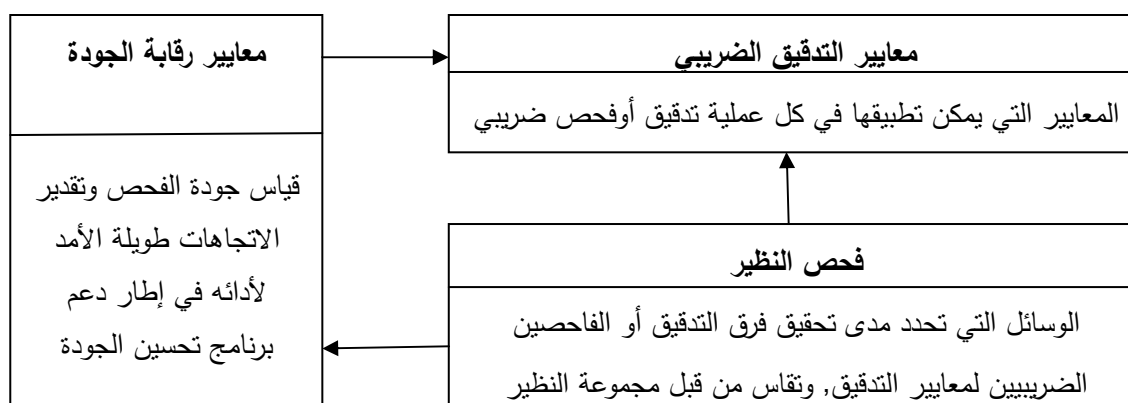 معايير رقابة الجودة
قياس جودة الفحص وتقدير
الاتجاهات طويلة الأمد
لأدائه في إطار دعم
برنامج تحسين الجودة
معايير التدقيق الضريبي
المعايير التي يمكن تطبيقها في كل عملية تدقيق أوفحص ضريبي
فحص النظير
الوسائل التي تحدد مدى تحقيق فرق التدقيق أو الفاحصين
الضريبيين لمعايير التدقيق, وتقاس من قبل مجموعة النظير